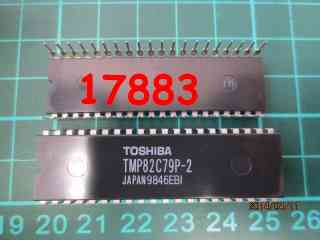 17883
TOSHIBA
TMP82C79P-2
JAPAN 9846EBI
19 20 21 22 23 24 25 26